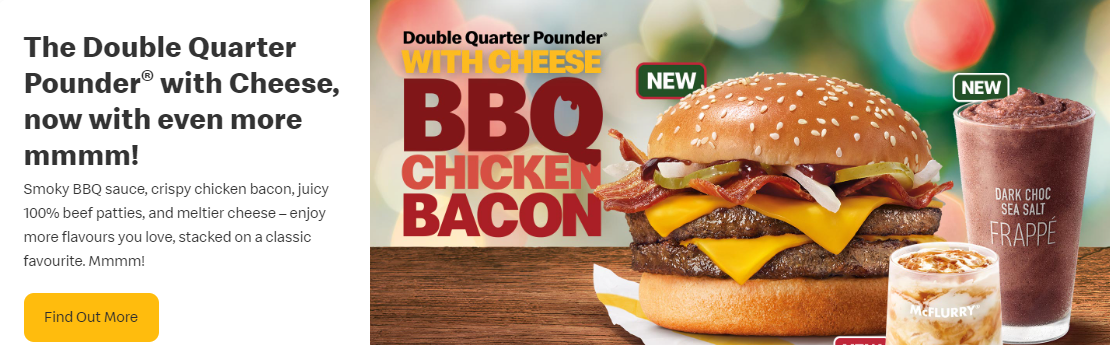 The Double Quarter
Pounder® with Cheese,
now with even more
mmmm!
Smoky BBQ sauce, crispy chicken bacon, juicy
100% beef patties, and meltier cheese – enjoy
more flavours you love, stacked on a classic
favourite. Mmmm!
Find Out More
Double Quarter Pounder®
WITH CHEESE
BBQ
CHICKEN
BACON
NEW
NEW
DARK CHOC
SEA SALT
FRAPPÉ
McFLURRY®
NEW